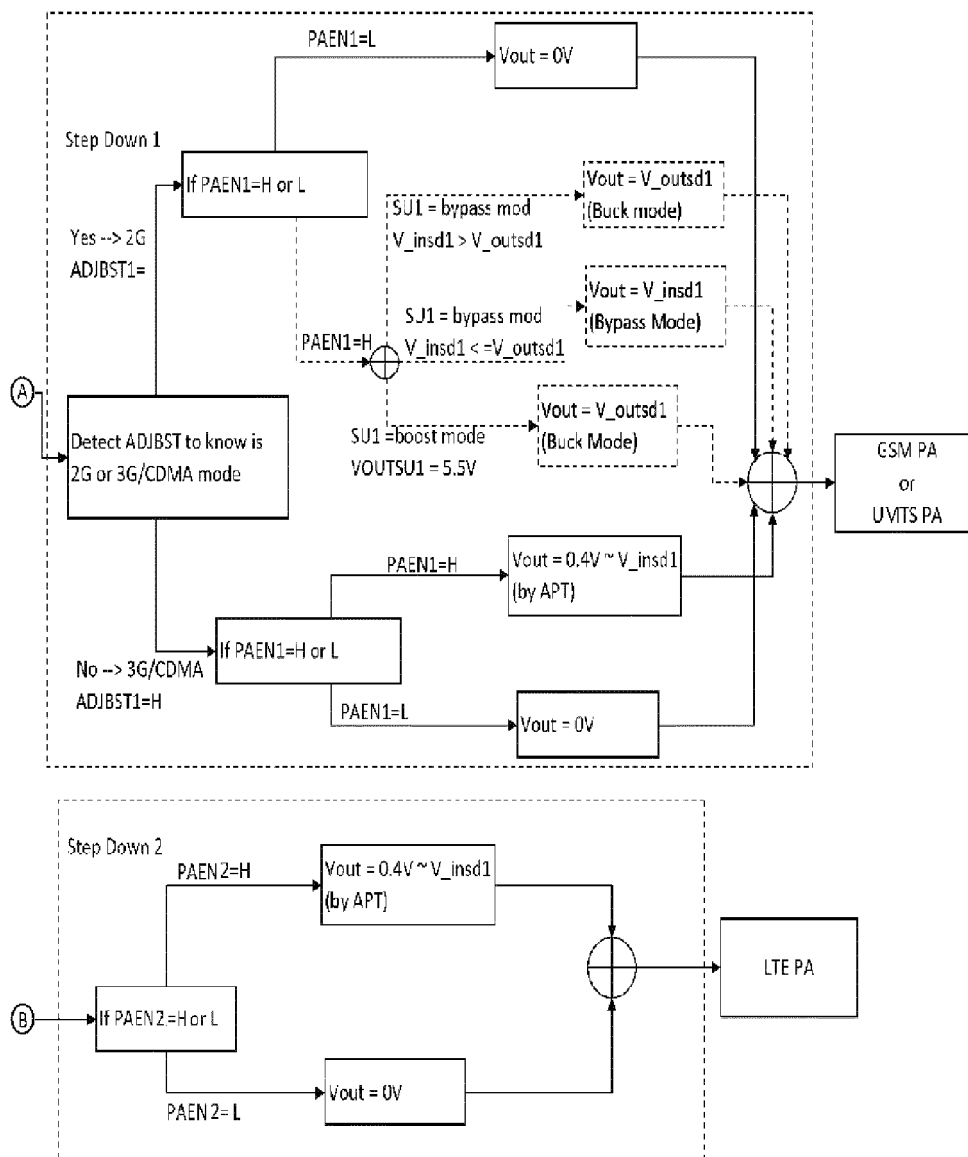 PAEN1=L
Vout = 0V
Step Down 1
If PAEN1=H or L
Yes --> 2G
ADJBST1=
SU1 = bypass mod
V_insd1 > V_outsd1
Vout = V_outsd1
(Buck mode)
SU1 = bypass mod
V_insd1 < =V_outsd1
Vout = V_insd1
(Bypass Mode)
PAEN1=H
A
Detect ADJBST to know is
2G or 3G/CDMA mode
SU1 =boost mode
VOUTSU1 = 5.5V
Vout = V_outsd1
(Buck Mode)
GSM PA
or
UMTS PA
PAEN1=H
Vout = 0.4V ~ V_insd1
(by APT)
If PAEN1=H or L
No --> 3G/CDMA
ADJBST1=H
PAEN1=L
Vout = 0V
Step Down 2
PAEN2=H
Vout = 0.4V ~ V_insd1
(by APT)
LTE PA
B
If PAEN2=H or L
Vout = 0V
PAEN2=L